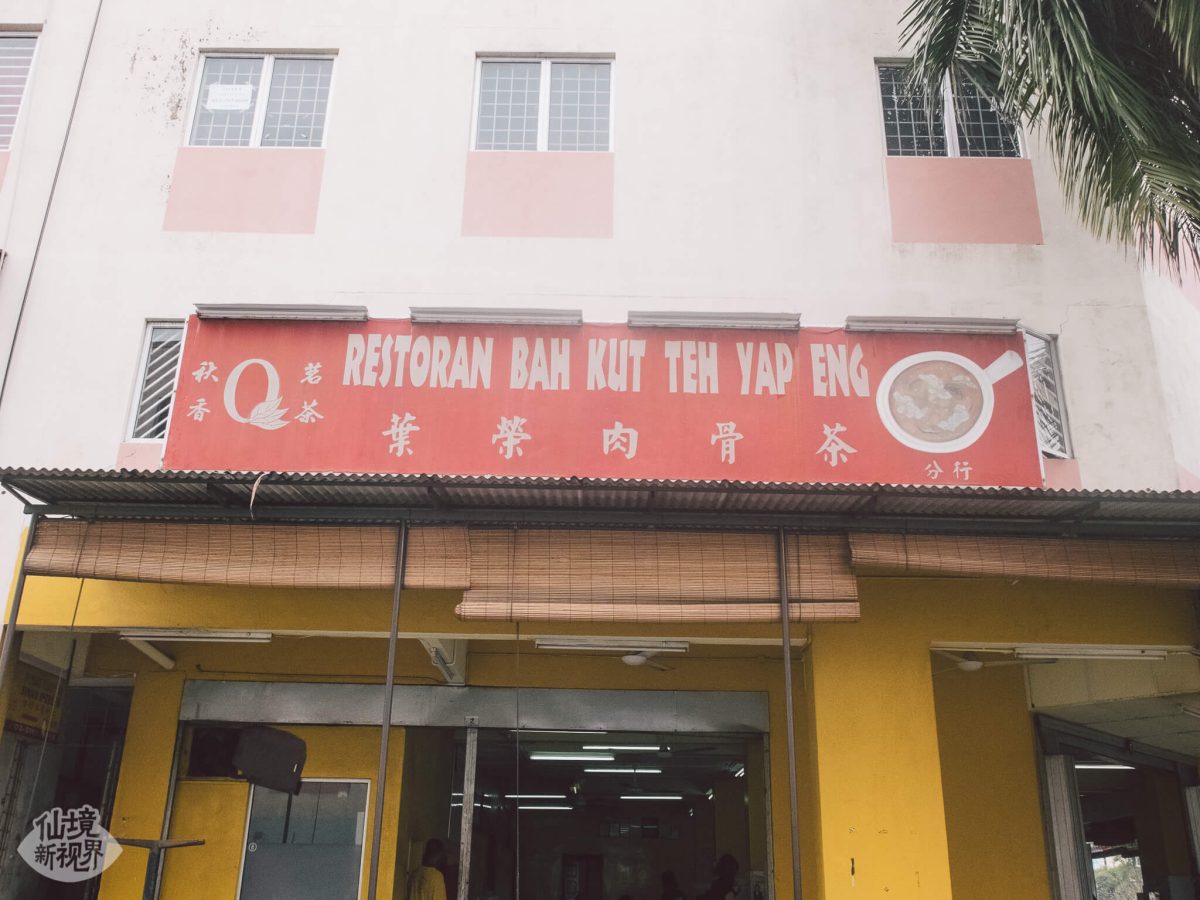 RESTORAN BAH KUT TEH YAP ENG
秋香
Q
茗茶
葉榮肉骨茶
分行
仙境
新视界